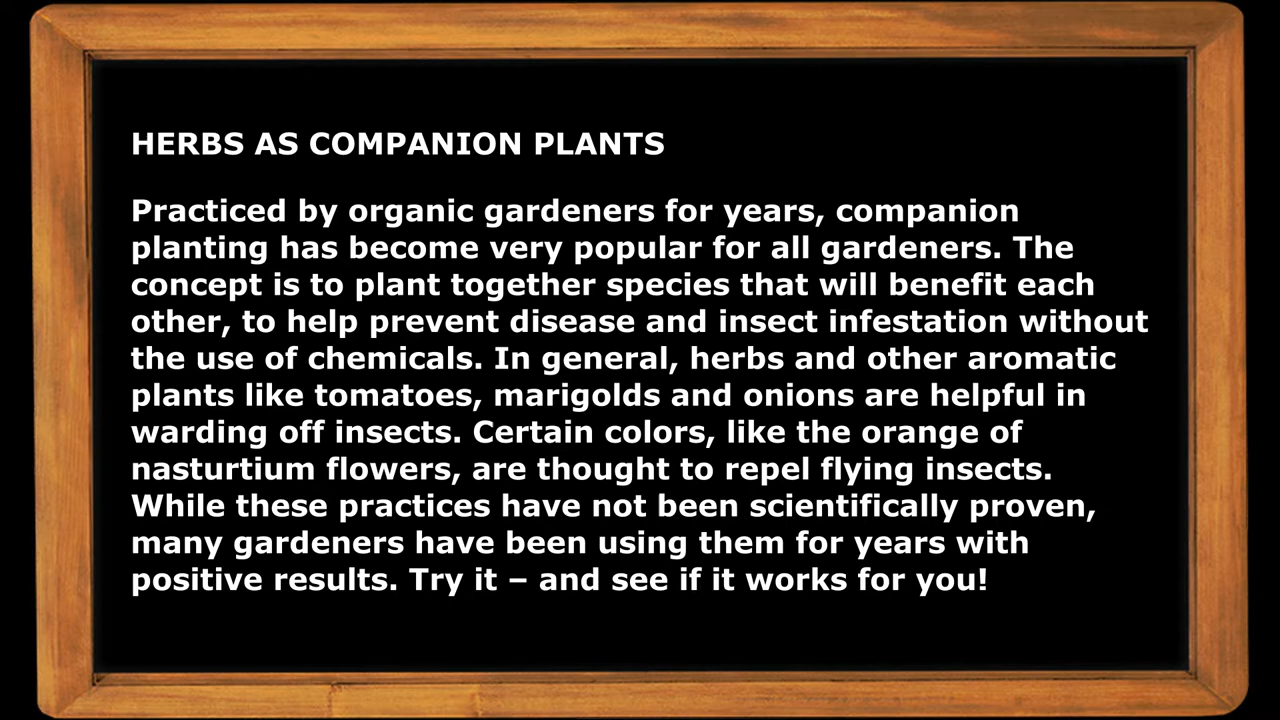 HERBS AS COMPANION PLANTS
Practiced by organic gardeners for years, companion
planting has become very popular for all gardeners. The
concept is to plant together species that will benefit each
other, to help prevent disease and insect infestation without
the use of chemicals. In general, herbs and other aromatic
plants like tomatoes, marigolds and onions are helpful in
warding off insects. Certain colors, like the orange of
nasturtium flowers, are thought to repel flying insects.
While these practices have not been scientifically proven,
many gardeners have been using them for years with
positive results. Try it – and see if it works for you!